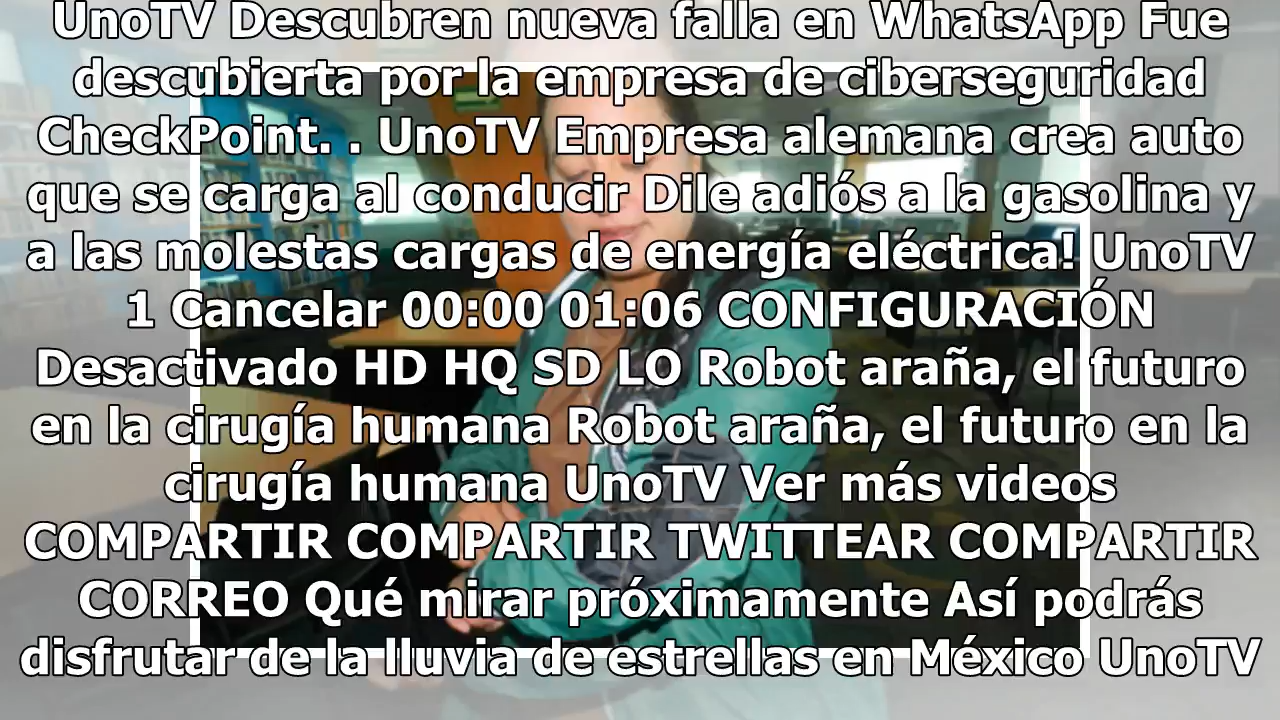 UnoTV Descubren nueva falla en WhatsApp Fue
descubierta por la empresa de ciberseguridad
CheckPoint. . UnoTV Empresa alemana crea auto
que se carga al conducir Dile adiós a la gasolina y
a las molestas cargas de energía eléctrica! UnoTV
1 Cancelar 00:00 01:06 CONFIGURACIÓN
Desactivado HD HQ SD LO Robot araña, el futuro
en la cirugía humana Robot araña, el futuro en la
cirugía humana UnoTV Ver más videos
COMPARTIR COMPARTIR TWITTEAR COMPARTIR
CORREO Qué mirar próximamente Así podrás
disfrutar de la lluvia de estrellas en México UnoTV